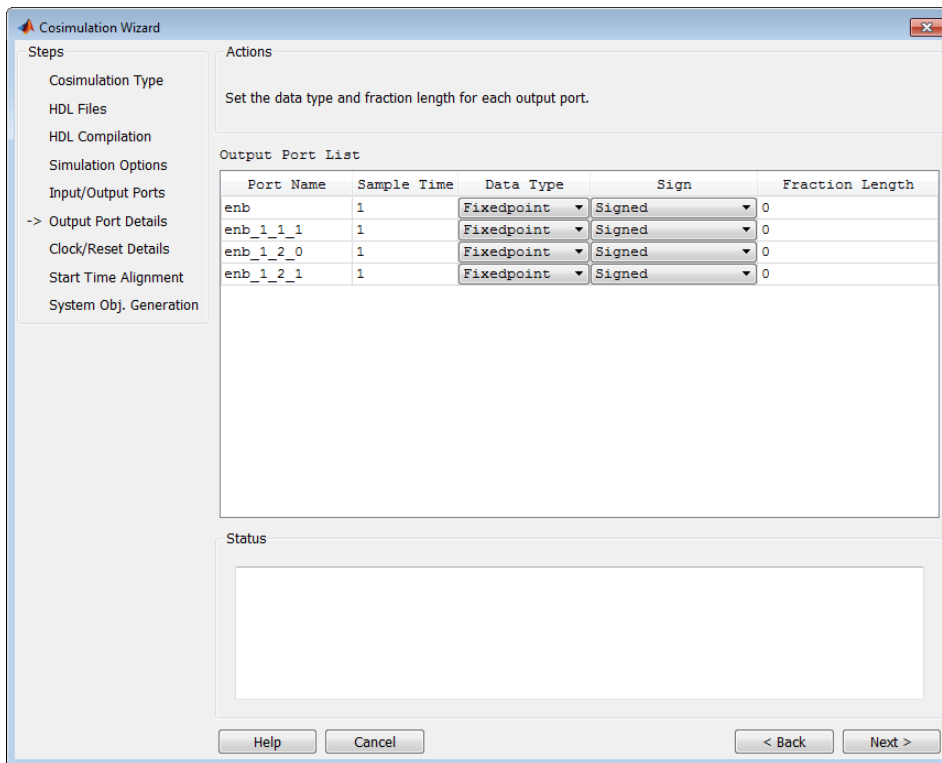 Cosimulation Wizard
Steps
Cosimulation Type
HDL Files
HDL Compilation
Simulation Options
Input/Output Ports
-> Output Port Details
Clock/Reset Details
Start Time Alignment
System Obj. Generation
Actions
Set the data type and fraction length for each output port.
Output Port List
Port Name Sample Time Data Type Sign Fraction Length
enb 1 Fixedpoint Signed 0
enb_1_1_1 1 Fixedpoint Signed 0
enb_1_2_0 1 Fixedpoint Signed 0
enb_1_2_1 1 Fixedpoint Signed 0
Status
Help Cancel < Back Next >